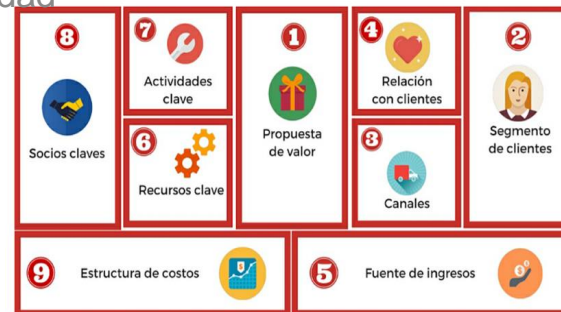 dad
8
Socios claves
7
Actividades
clave
6
Recursos clave
1
Propuesta
de valor
4
Relación
con clientes
3
Canales
2
Segmento
de clientes
9
Estructura de costos
5
Fuente de ingresos